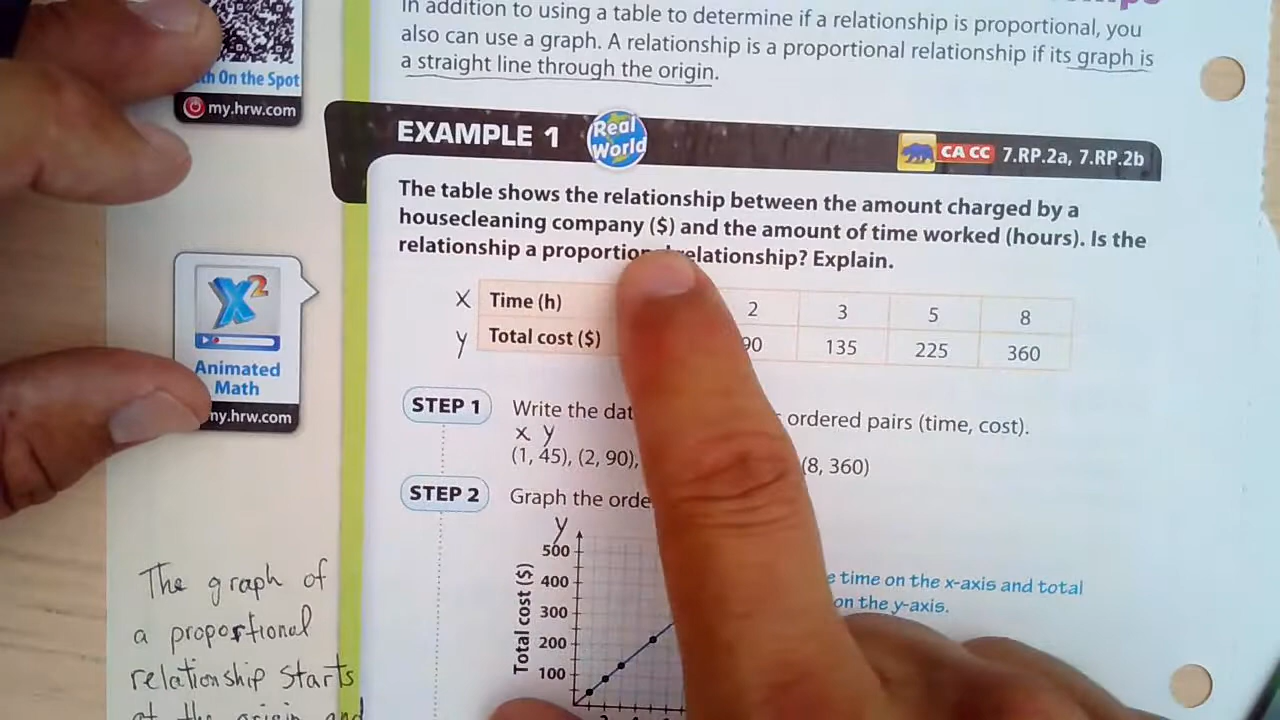 In addition to using a table to determine if a relationship is proportional, you
also can use a graph. A relationship is a proportional relationship if its graph is
a straight line through the origin.
On the Spot
my.hrw.com
EXAMPLE 1
Real World
CA CC 7.RP.2a, 7.RP.2b
The table shows the relationship between the amount charged by a
housecleaning company ($) and the amount of time worked (hours). Is the
relationship a relationship? Explain.
X Time (h) 2 3 5 8
y Total cost ($) 90 135 225 360
X²
Animated
Math
my.hrw.com
STEP 1 Write the ordered pairs (time, cost).
x y
(1, 45), (2, 90), (8, 360)
STEP 2 Graph the
y
500
400
300
200
100
Total cost ($)
time on the x-axis and total
on the y-axis.
The graph of
a proportional
relationship starts
at the origin and